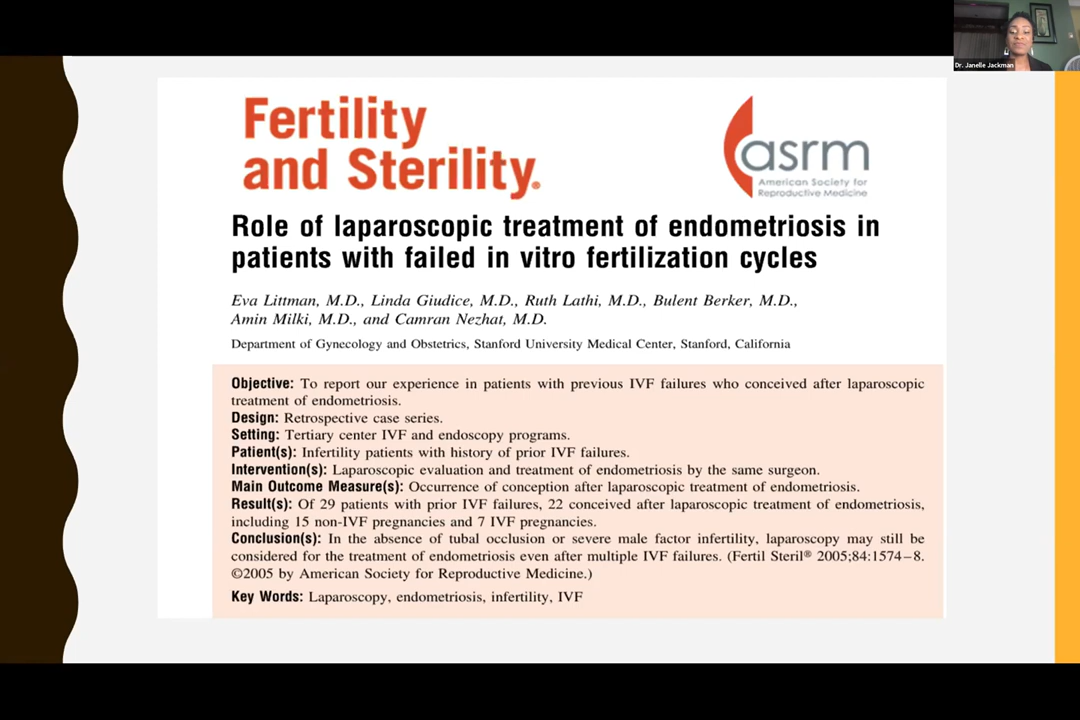 Dr. Janelle Jackman
Fertility
and Sterility®
asrm
American Society for
Reproductive Medicine
Role of laparoscopic treatment of endometriosis in
patients with failed in vitro fertilization cycles
Eva Littman, M.D., Linda Giudice, M.D., Ruth Lathi, M.D., Bulent Berker, M.D.,
Amin Milki, M.D., and Camran Nezhat, M.D.
Department of Gynecology and Obstetrics, Stanford University Medical Center, Stanford, California
Objective: To report our experience in patients with previous IVF failures who conceived after laparoscopic
treatment of endometriosis.
Design: Retrospective case series.
Setting: Tertiary center IVF and endoscopy programs.
Patient(s): Infertility patients with history of prior IVF failures.
Intervention(s): Laparoscopic evaluation and treatment of endometriosis by the same surgeon.
Main Outcome Measure(s): Occurrence of conception after laparoscopic treatment of endometriosis.
Result(s): Of 29 patients with prior IVF failures, 22 conceived after laparoscopic treatment of endometriosis,
including 15 non-IVF pregnancies and 7 IVF pregnancies.
Conclusion(s): In the absence of tubal occlusion or severe male factor infertility, laparoscopy may still be
considered for the treatment of endometriosis even after multiple IVF failures. (Fertil Steril® 2005;84:1574–8.
©2005 by American Society for Reproductive Medicine.)
Key Words: Laparoscopy, endometriosis, infertility, IVF